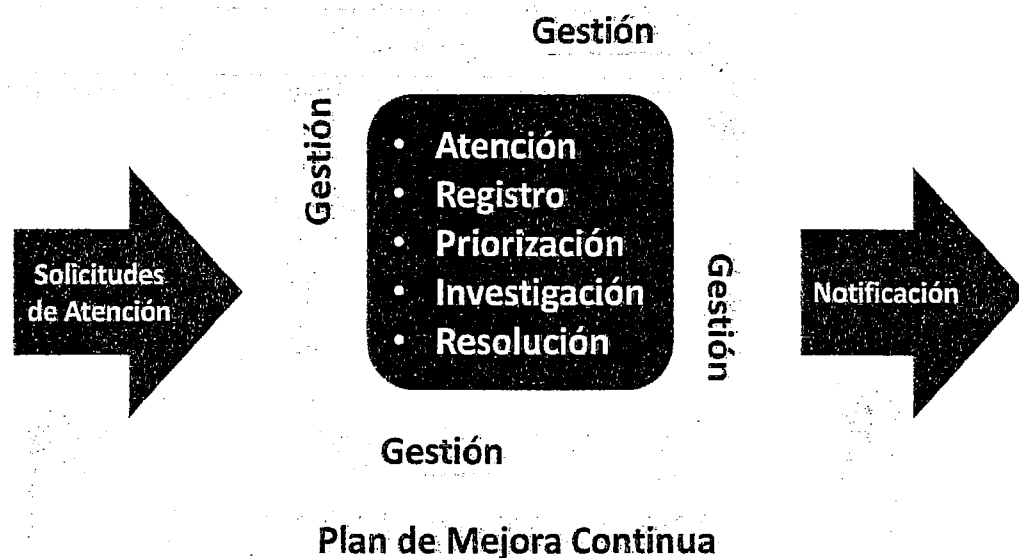 Gestión
Gestión
• Atención
• Registro
• Priorización
• Investigación
• Resolución
Solicitudes
de Atención
Gestión
Notificación
Gestión
Plan de Mejora Continua